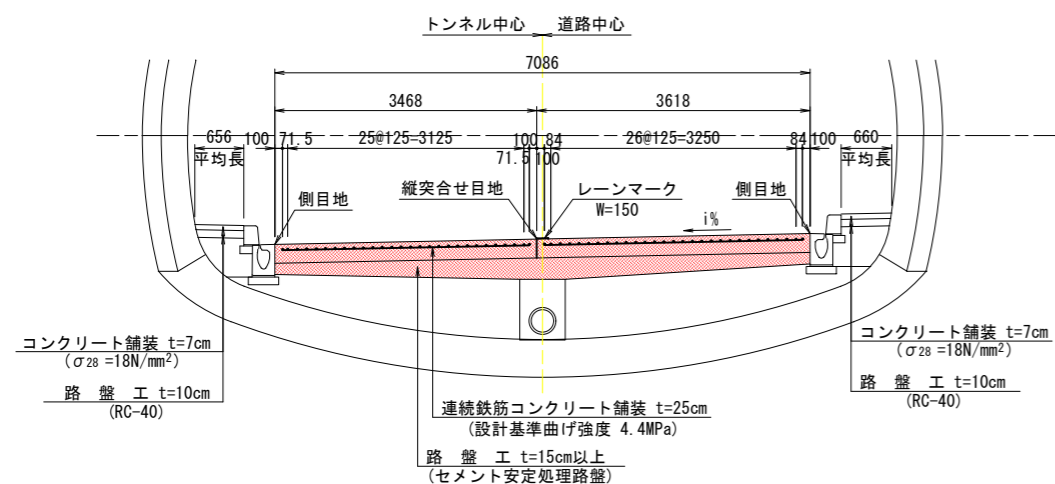 トンネル中心 道路中心
7086
3468 3618
656 100 71.5 25@125=3125 100 84 26@125=3250 84 100 660
平均長 71.5 100 平均長
側目地 縦突合せ目地 レーンマーク 側目地
W=150 i%
コンクリート舗装 t=7cm
(σ28 =18N/mm2)
路 盤 工 t=10cm
(RC-40)
連続鉄筋コンクリート舗装 t=25cm
(設計基準曲げ強度 4.4MPa)
路 盤 工 t=15cm以上
(セメント安定処理路盤)
コンクリート舗装 t=7cm
(σ28 =18N/mm2)
路 盤 工 t=10cm
(RC-40)